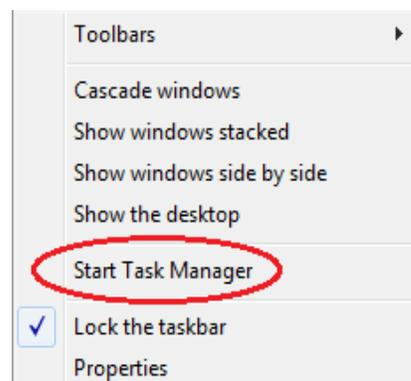 Toolbars
Cascade windows
Show windows stacked
Show windows side by side
Show the desktop
Start Task Manager
Lock the taskbar
Properties